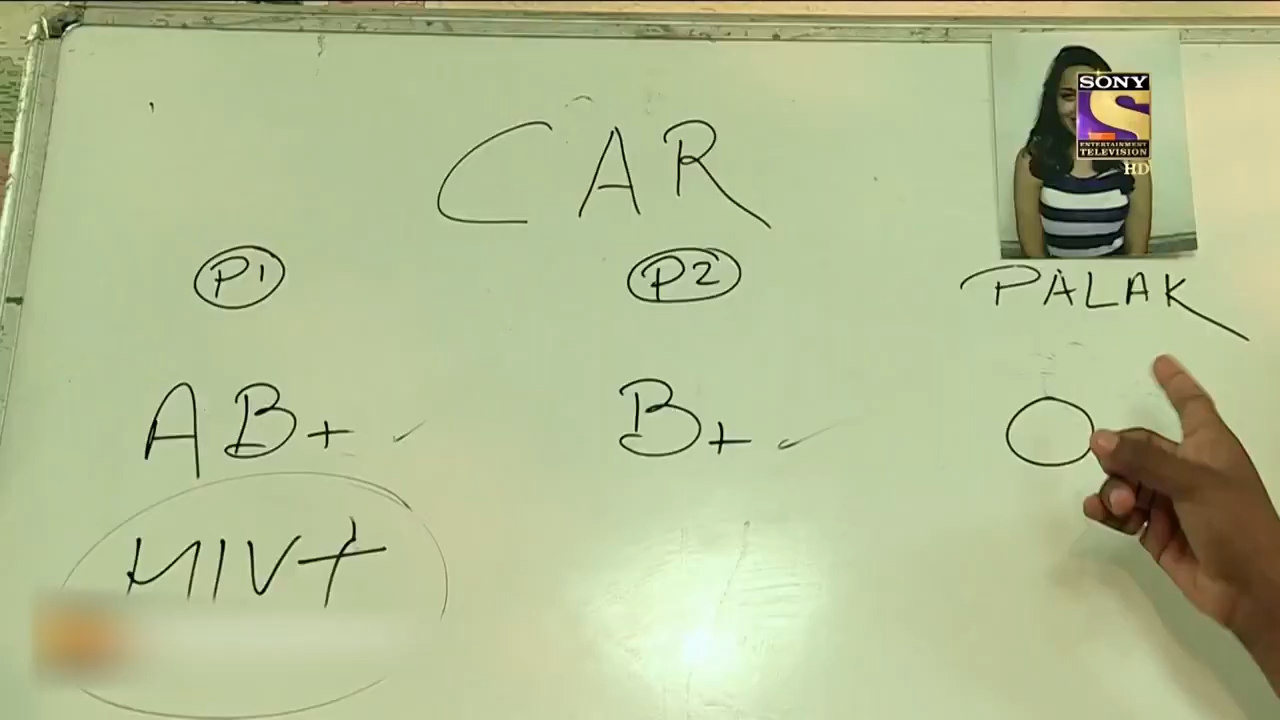 SONY
ENTERTAINMENT
TELEVISION
HD
CAR
P1 P2 PALAK
AB+ ✓ B+ ✓ O
HIV+